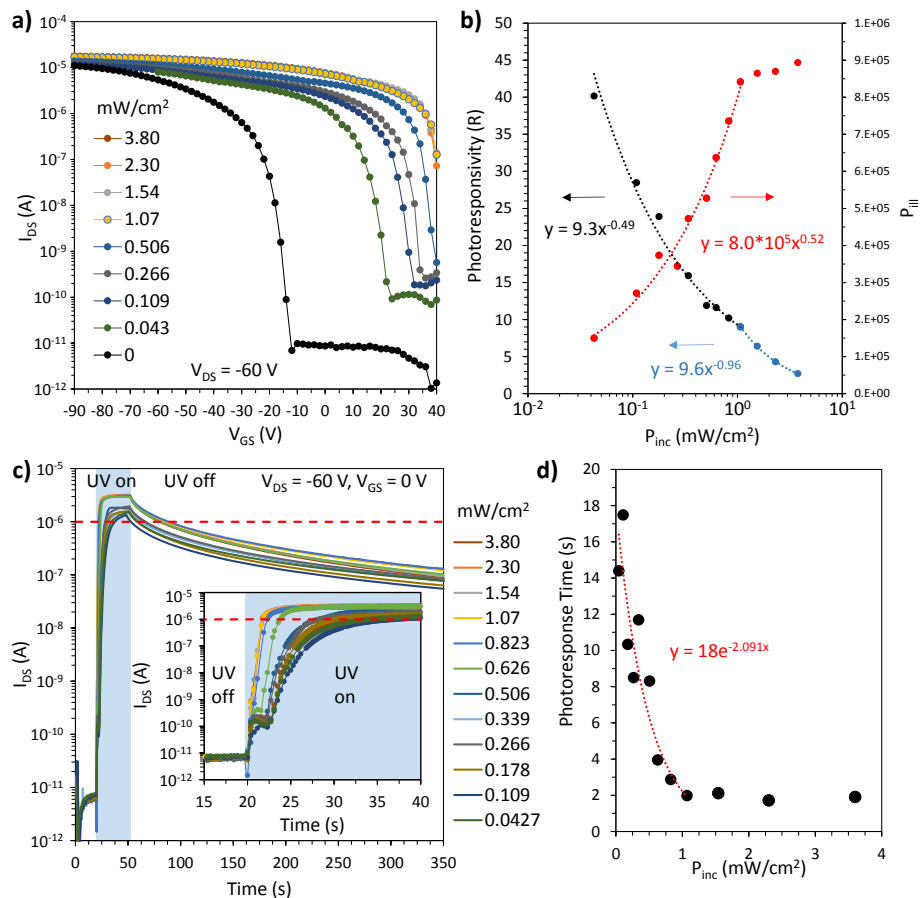 a)
10⁻⁴
10⁻⁵
10⁻⁶
10⁻⁷
10⁻⁸
10⁻⁹
10⁻¹⁰
10⁻¹¹
10⁻¹²
I_DS (A)
mW/cm²
3.80
2.30
1.54
1.07
0.506
0.266
0.109
0.043
0
V_DS = -60 V
-90 -80 -70 -60 -50 -40 -30 -20 -10 0 10 20 30 40
V_GS (V)
b)
50
45
40
35
30
25
20
15
10
5
0
Photoresponsivity (R)
1.E+06
9.E+05
8.E+05
7.E+05
6.E+05
5.E+05
4.E+05
3.E+05
2.E+05
1.E+05
0.E+00
P_ill
y = 9.3x^-0.49
y = 8.0*10⁵x^0.52
y = 9.6x^-0.96
10⁻² 10⁻¹ 10⁰ 10¹
P_inc (mW/cm²)
c)
10⁻⁵
10⁻⁶
10⁻⁷
10⁻⁸
10⁻⁹
10⁻¹⁰
10⁻¹¹
10⁻¹²
I_DS (A)
UV on UV off V_DS = -60 V, V_GS = 0 V
10⁻⁵
10⁻⁶
10⁻⁷
10⁻⁸
10⁻⁹
10⁻¹⁰
10⁻¹¹
10⁻¹²
I_DS (A)
UV
off
UV
on
15 20 25 30 35 40
Time (s)
0 50 100 150 200 250 300 350
Time (s)
mW/cm²
3.80
2.30
1.54
1.07
0.823
0.626
0.506
0.339
0.266
0.178
0.109
0.0427
d)
20
18
16
14
12
10
8
6
4
2
0
Photoresponse Time (s)
y = 18e^-2.091x
0 1 2 3 4
P_inc (mW/cm²)